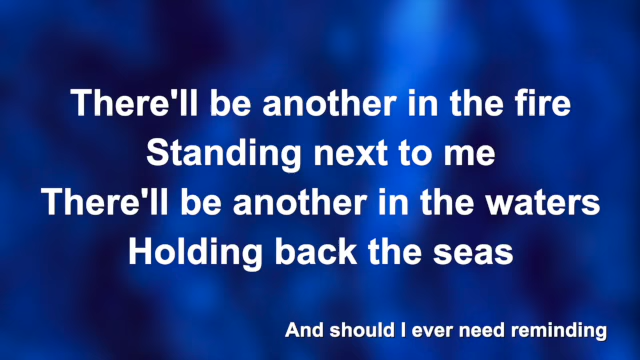 There'll be another in the fire
Standing next to me
There'll be another in the waters
Holding back the seas
And should I ever need reminding